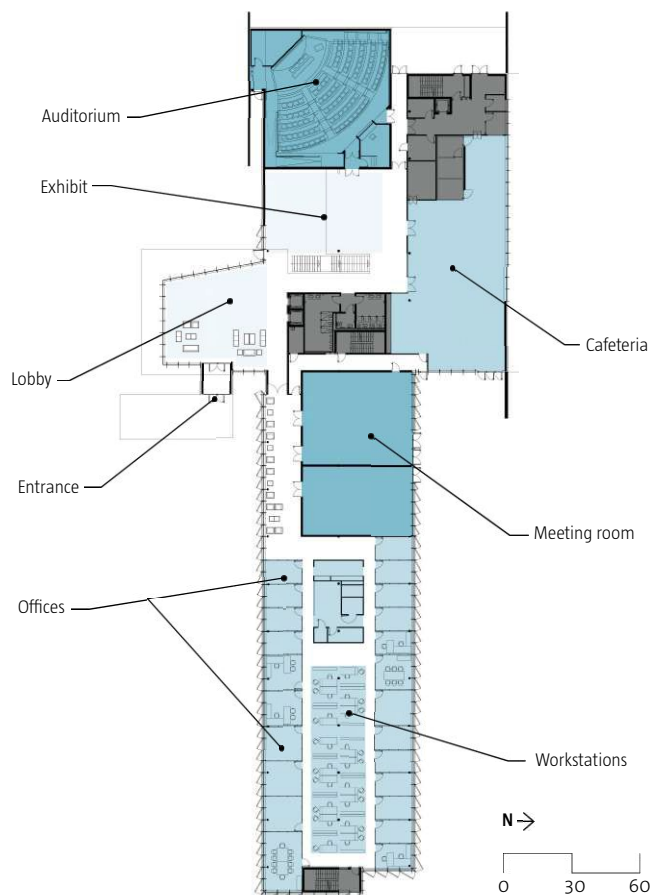 Auditorium
Exhibit
Cafeteria
Lobby
Entrance
Meeting room
Offices
Workstations
N
0 30 60